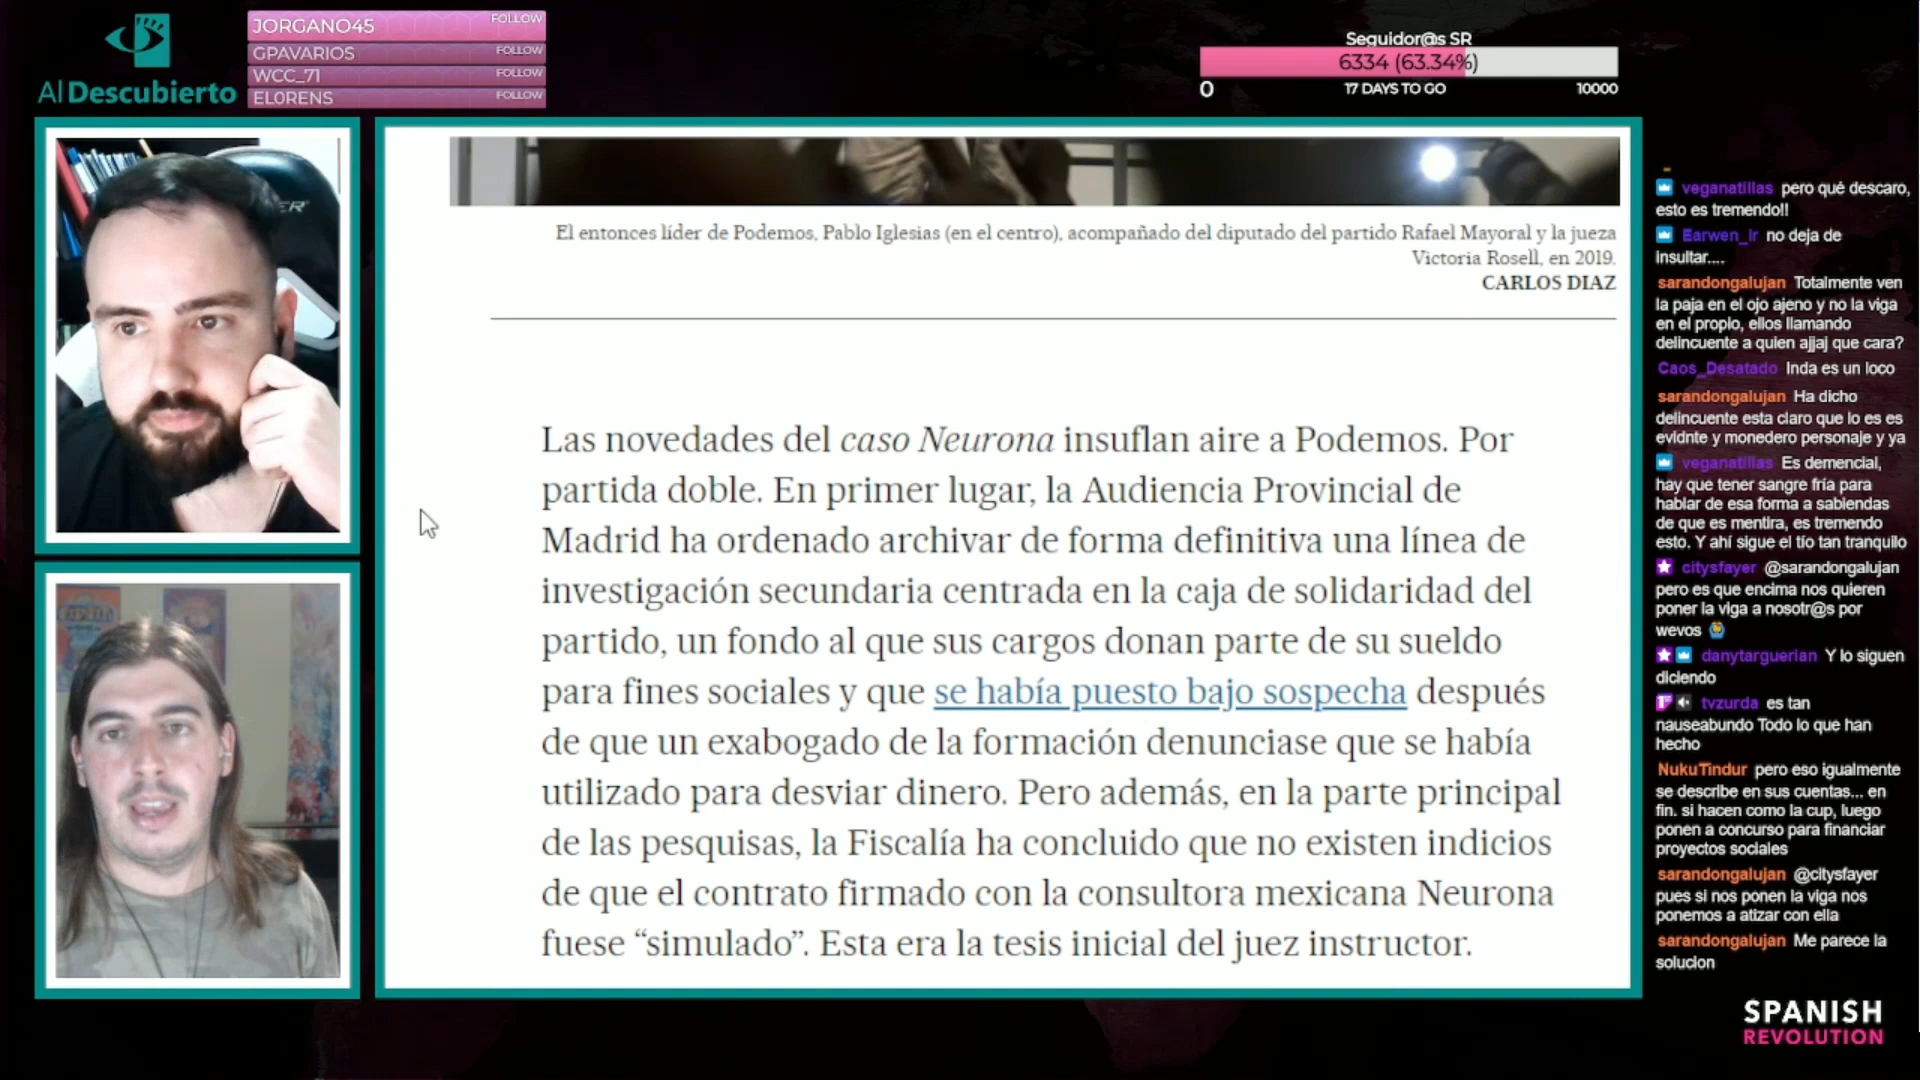 Al Descubierto
JORGANO45 FOLLOW
GPAVARIOS FOLLOW
WCC_71 FOLLOW
EL0RENS FOLLOW
Seguidor@s SR
6334 (63.34%)
0 17 DAYS TO GO 10000
El entonces líder de Podemos, Pablo Iglesias (en el centro), acompañado del diputado del partido Rafael Mayoral y la jueza
Victoria Rosell, en 2019.
CARLOS DIAZ
Las novedades del caso Neurona insuflan aire a Podemos. Por
partida doble. En primer lugar, la Audiencia Provincial de
Madrid ha ordenado archivar de forma definitiva una línea de
investigación secundaria centrada en la caja de solidaridad del
partido, un fondo al que sus cargos donan parte de su sueldo
para fines sociales y que se había puesto bajo sospecha después
de que un exabogado de la formación denunciase que se había
utilizado para desviar dinero. Pero además, en la parte principal
de las pesquisas, la Fiscalía ha concluido que no existen indicios
de que el contrato firmado con la consultora mexicana Neurona
fuese “simulado”. Esta era la tesis inicial del juez instructor.
veganatillas pero qué descaro,
esto es tremendo!!
Earwen_Ir no deja de
insultar....
sarandongalujan Totalmente ven
la paja en el ojo ajeno y no la viga
en el propio, ellos llamando
delincuente a quien ajjaj que cara?
Caos_Desatado Inda es un loco
sarandongalujan Ha dicho
delincuente esta claro que lo es es
evidnte y monedero personaje y ya
veganatillas Es demencial,
hay que tener sangre fría para
hablar de esa forma a sabiendas
de que es mentira, es tremendo
esto. Y ahí sigue el tío tan tranquilo
citysfayer @sarandongalujan
pero es que encima nos quieren
poner la viga a nosotr@s por
wevos
danytarguerian Y lo siguen
diciendo
tvzurda es tan
nauseabundo Todo lo que han
hecho
NukuTindur pero eso igualmente
se describe en sus cuentas... en
fin. si hacen como la cup, luego
ponen a concurso para financiar
proyectos sociales
sarandongalujan @citysfayer
pues si nos ponen la viga nos
ponemos a atizar con ella
sarandongalujan Me parece la
solucion
SPANISH
REVOLUTION